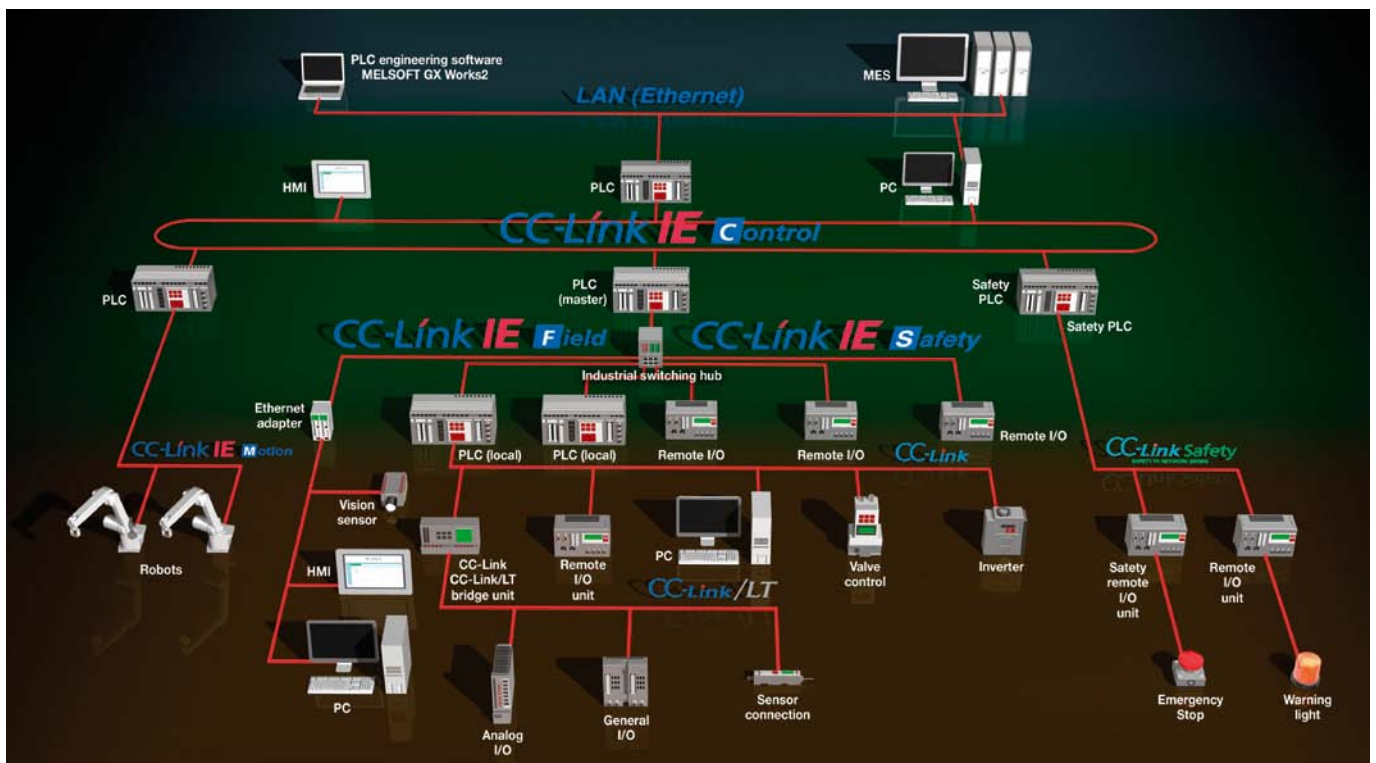 PLC engineering software
MELSOFT GX Works2
MES
LAN (Ethernet)
HMI
PLC
PC
CC-Link IE Control
PLC
PLC
(master)
Safety
PLC
Satety PLC
CC-Link IE Field
CC-Link IE Safety
Industrial switching hub
Ethernet
adapter
CC-Link IE Motion
PLC (local)
PLC (local)
Remote I/O
Remote I/O
Remote I/O
CC-Link
CC-Link Safety
Vision
sensor
Robots
HMI
CC-Link
CC-Link/LT
bridge unit
Remote
I/O
unit
PC
Valve
control
Inverter
Satety
remote
I/O
unit
Remote
I/O
unit
CC-Link/LT
PC
Analog
I/O
General
I/O
Sensor
connection
Emergency
Stop
Warning
light